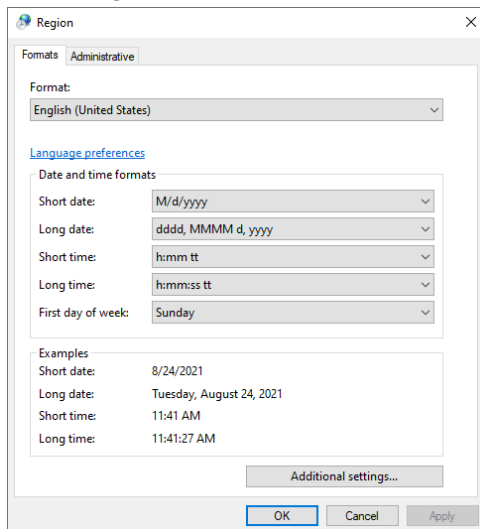 Region
Formats Administrative
Format:
English (United States)
Language preferences
Date and time formats
Short date: M/d/yyyy
Long date: dddd, MMMM d, yyyy
Short time: h:mm tt
Long time: h:mm:ss tt
First day of week: Sunday
Examples
Short date: 8/24/2021
Long date: Tuesday, August 24, 2021
Short time: 11:41 AM
Long time: 11:41:27 AM
Additional settings...
OK Cancel Apply